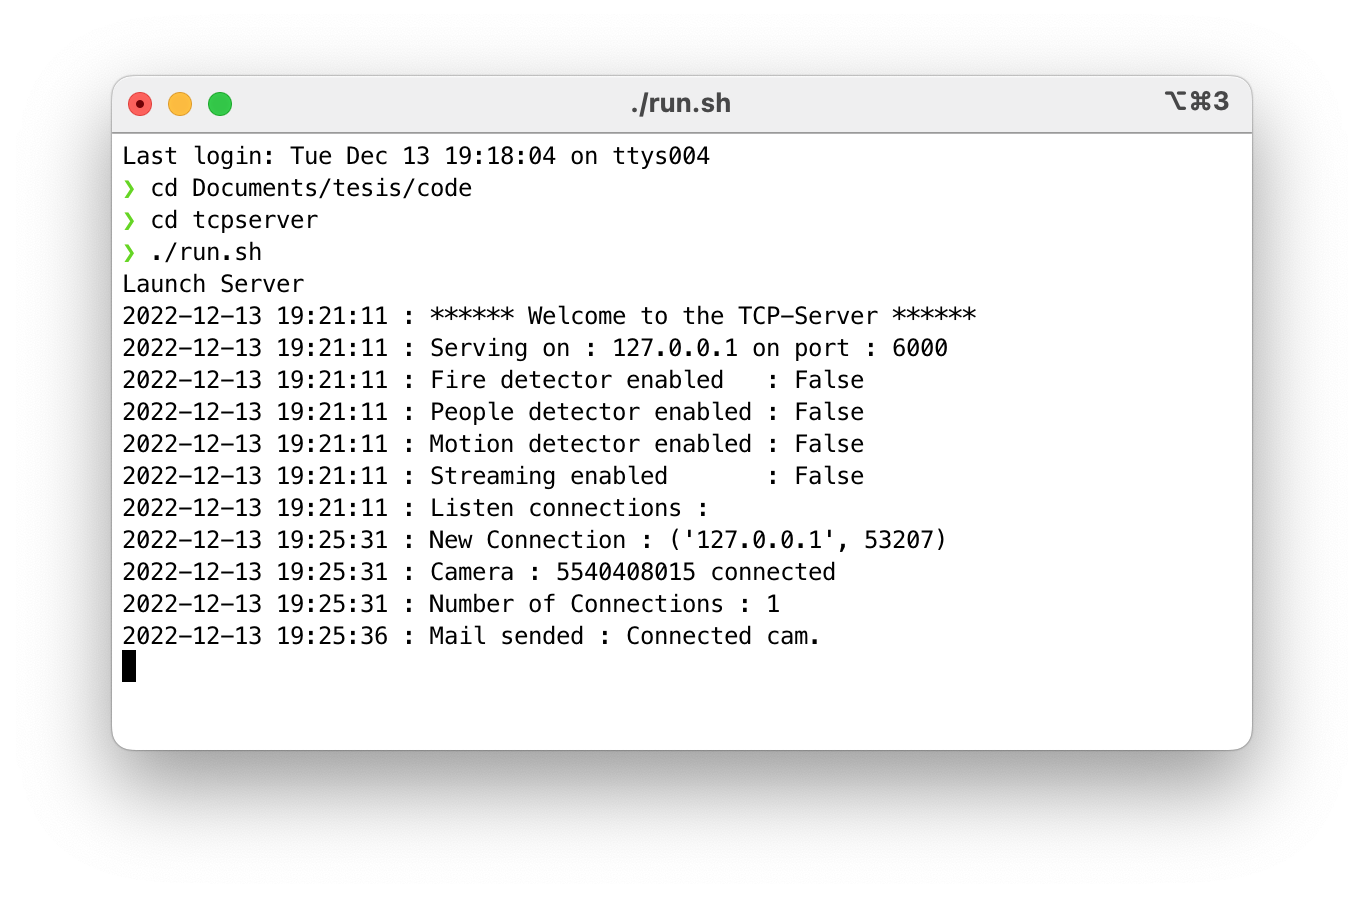 ./run.sh ⌥⌘3
Last login: Tue Dec 13 19:18:04 on ttys004
❯ cd Documents/tesis/code
❯ cd tcpserver
❯ ./run.sh
Launch Server
2022-12-13 19:21:11 : ****** Welcome to the TCP-Server ******
2022-12-13 19:21:11 : Serving on : 127.0.0.1 on port : 6000
2022-12-13 19:21:11 : Fire detector enabled   : False
2022-12-13 19:21:11 : People detector enabled : False
2022-12-13 19:21:11 : Motion detector enabled : False
2022-12-13 19:21:11 : Streaming enabled       : False
2022-12-13 19:21:11 : Listen connections :
2022-12-13 19:25:31 : New Connection : ('127.0.0.1', 53207)
2022-12-13 19:25:31 : Camera : 5540408015 connected
2022-12-13 19:25:31 : Number of Connections : 1
2022-12-13 19:25:36 : Mail sended : Connected cam.